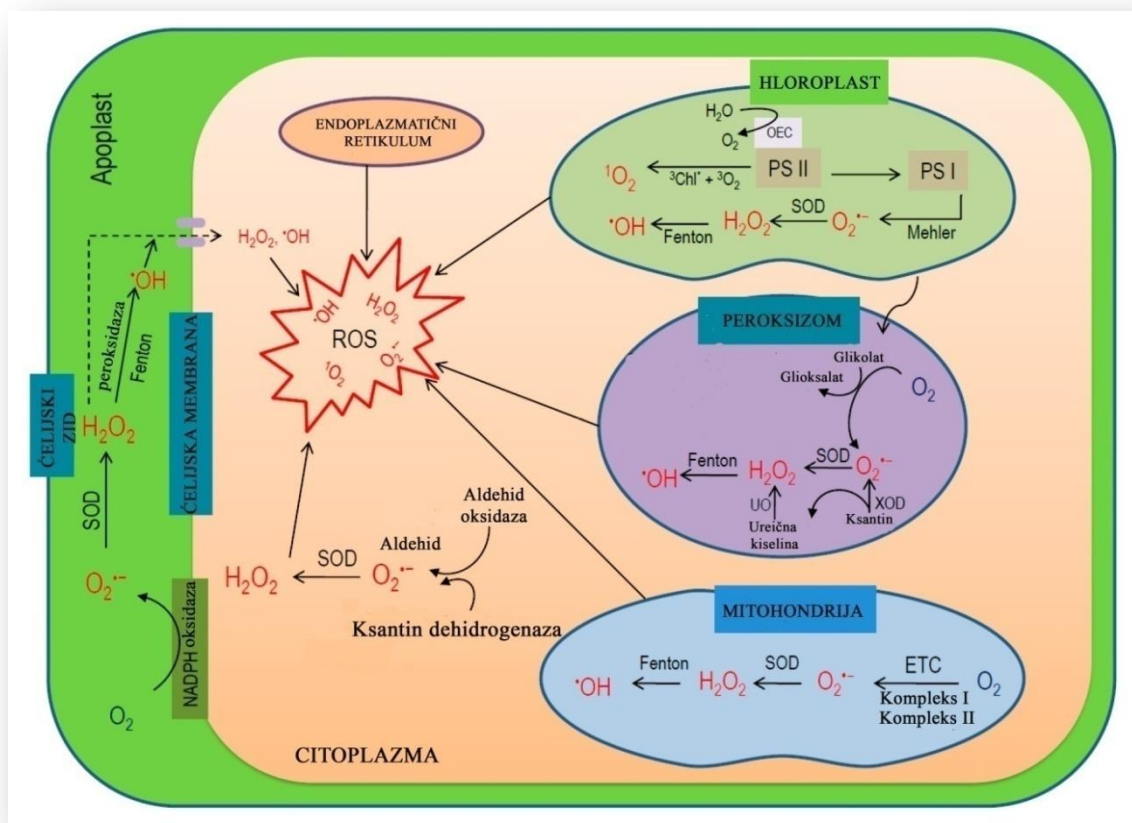 Apoplast
ĆELIJSKI
ZID
ĆELIJSKA MEMBRANA
O₂
NADPH oksidaza
O₂•−
SOD
H₂O₂
peroksidaza
Fenton
•OH
H₂O₂, •OH
ENDOPLAZMATIČNI
RETIKULUM
•OH
H₂O₂
ROS
¹O₂
O₂•−
H₂O₂
SOD
O₂•−
Aldehid
Aldehid
oksidaza
Ksantin dehidrogenaza
CITOPLAZMA
HLOROPLAST
H₂O
O₂
OEC
PS II
PS I
¹O₂
³Chl* + ³O₂
•OH
Fenton
H₂O₂
SOD
O₂•−
Mehler
PEROKSIZOM
Glikolat
Glioksalat
O₂
•OH
Fenton
H₂O₂
SOD
O₂•−
UO
XOD
Ureična
kiselina
Ksantin
MITOHONDRIJA
•OH
Fenton
H₂O₂
SOD
O₂•−
ETC
O₂
Kompleks I
Kompleks II